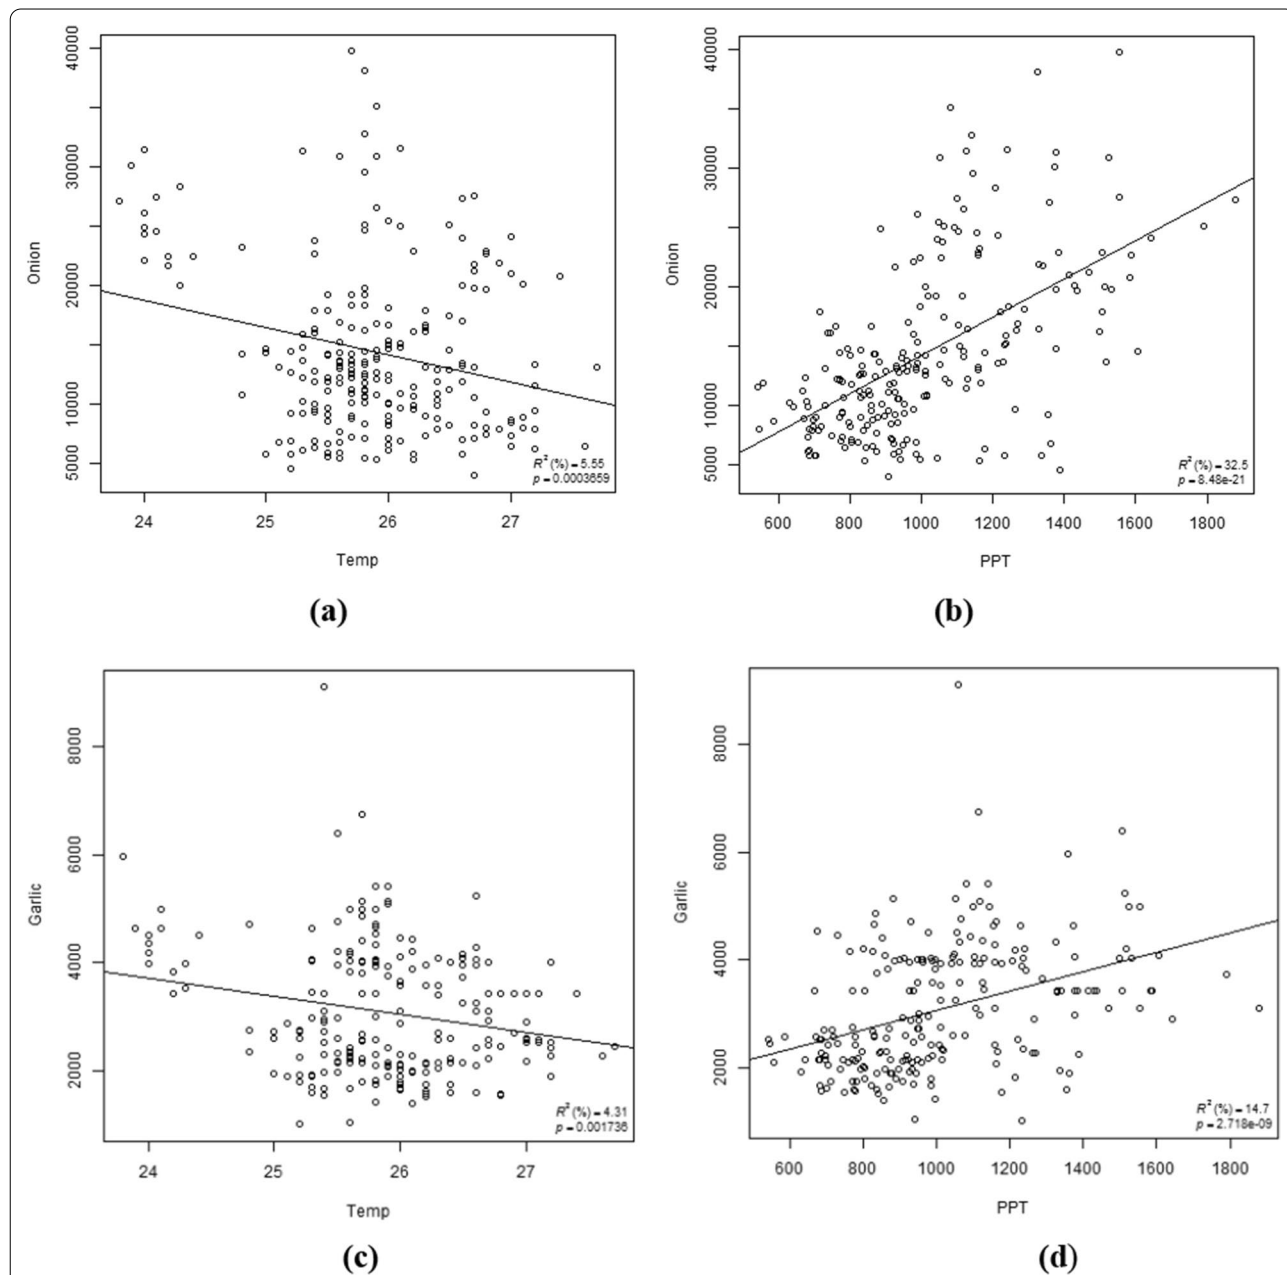 40000
30000
20000
10000
5000
Onion
R² (%) = 5.55
p = 0.0003659
24 25 26 27
Temp
(a)
40000
30000
20000
10000
5000
Onion
R² (%) = 32.5
p = 8.48e-21
600 800 1000 1200 1400 1600 1800
PPT
(b)
8000
6000
4000
2000
Garlic
R² (%) = 4.31
p = 0.001736
24 25 26 27
Temp
(c)
8000
6000
4000
2000
Garlic
R² (%) = 14.7
p = 2.718e-09
600 800 1000 1200 1400 1600 1800
PPT
(d)